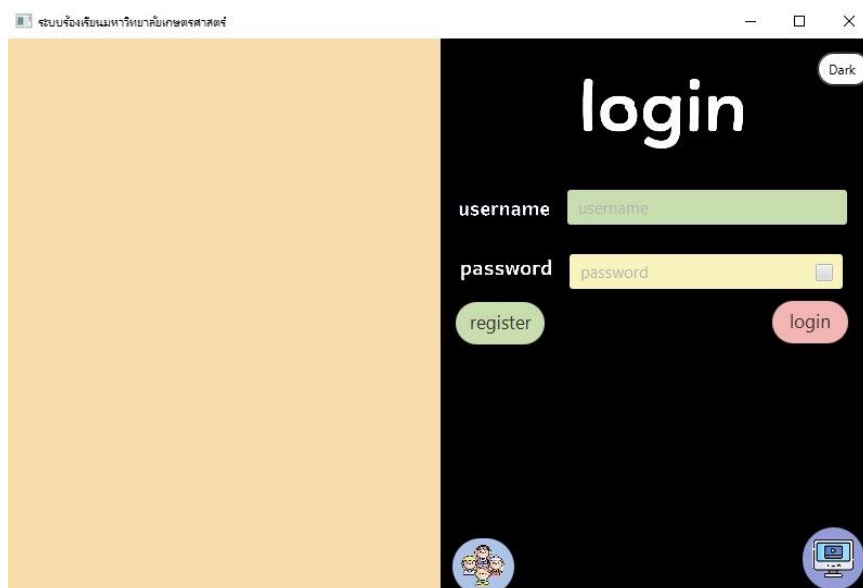 ระบบร้องเรียนมหาวิทยาลัยเกษตรศาสตร์
Dark
login
username username
password password
register login